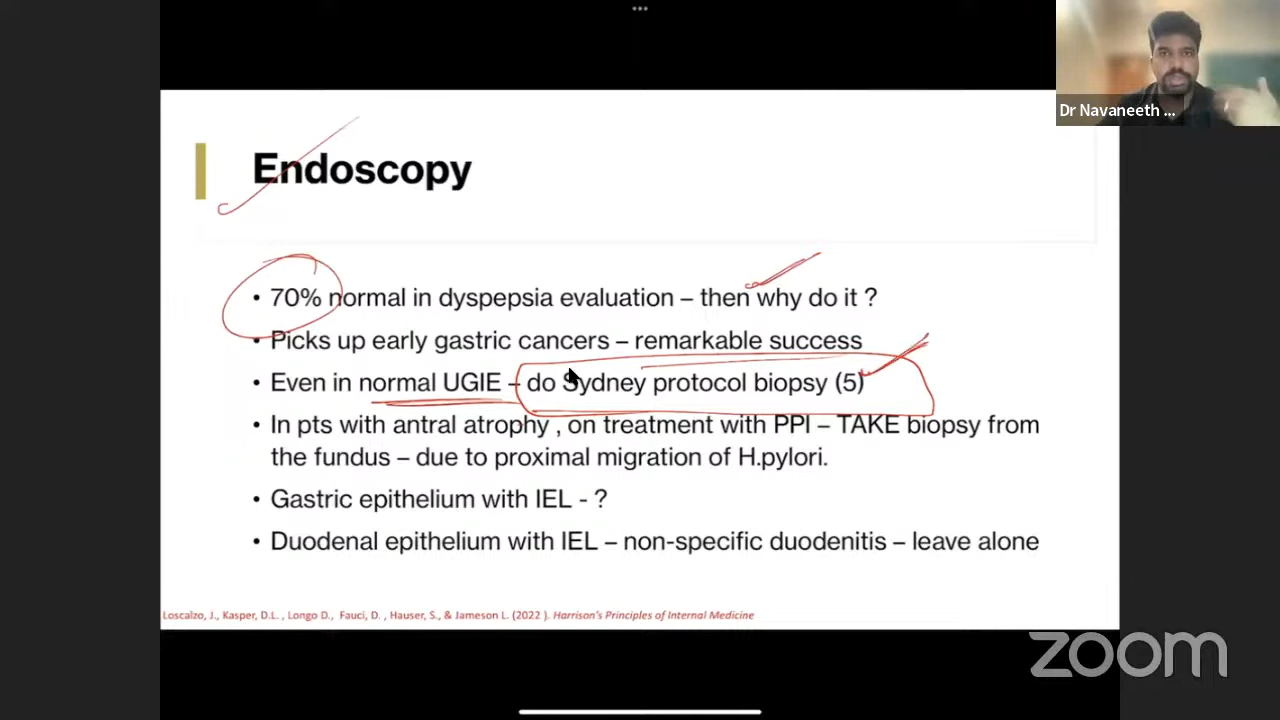 Dr Navaneeth ...
Endoscopy
• 70% normal in dyspepsia evaluation – then why do it ?
• Picks up early gastric cancers – remarkable success
• Even in normal UGIE – do Sydney protocol biopsy (5)
• In pts with antral atrophy , on treatment with PPI – TAKE biopsy from
the fundus – due to proximal migration of H.pylori.
• Gastric epithelium with IEL - ?
• Duodenal epithelium with IEL – non-specific duodenitis – leave alone
Loscalzo, J., Kasper, D.L. , Longo D., Fauci, D. , Hauser, S., & Jameson L. (2022 ). Harrison's Principles of Internal Medicine
zoom